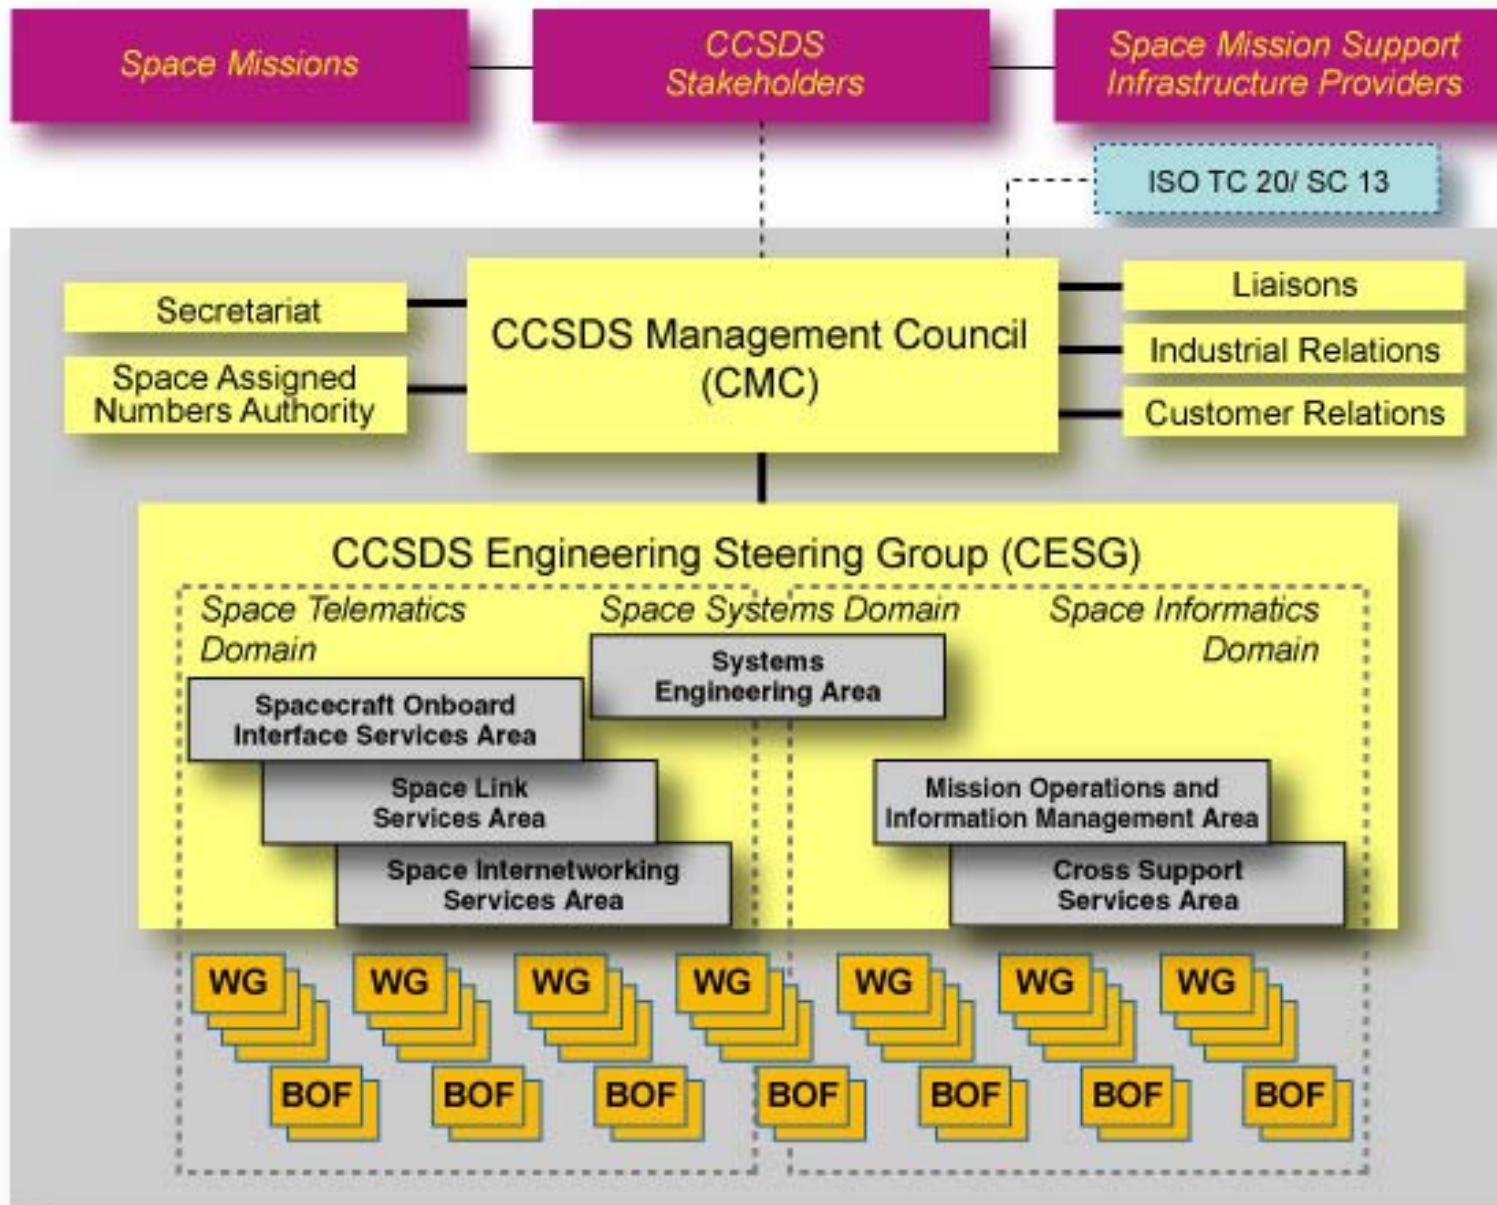 Space Missions
CCSDS
Stakeholders
Space Mission Support
Infrastructure Providers
ISO TC 20/ SC 13
Secretariat
Space Assigned
Numbers Authority
CCSDS Management Council
(CMC)
Liaisons
Industrial Relations
Customer Relations
CCSDS Engineering Steering Group (CESG)
Space Telematics
Domain
Space Systems Domain
Space Informatics
Domain
Systems
Engineering Area
Spacecraft Onboard
Interface Services Area
Space Link
Services Area
Space Internetworking
Services Area
Mission Operations and
Information Management Area
Cross Support
Services Area
WG WG WG WG WG WG WG
BOF BOF BOF BOF BOF BOF BOF